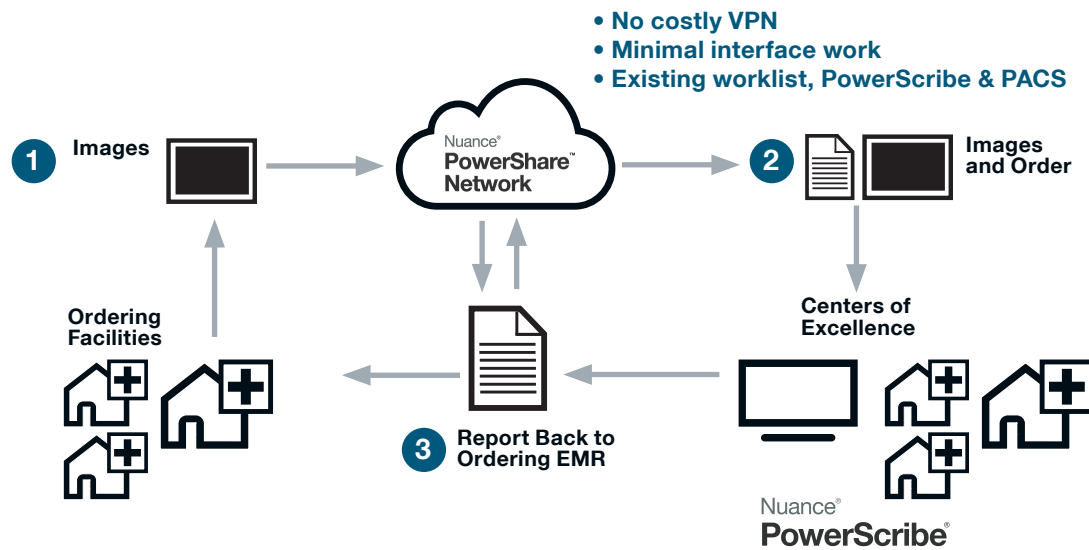 • No costly VPN
• Minimal interface work
• Existing worklist, PowerScribe & PACS
1
Images
Nuance®
PowerShare™
Network
2
Images
and Order
Ordering
Facilities
Centers of
Excellence
3
Report Back to
Ordering EMR
Nuance®
PowerScribe®